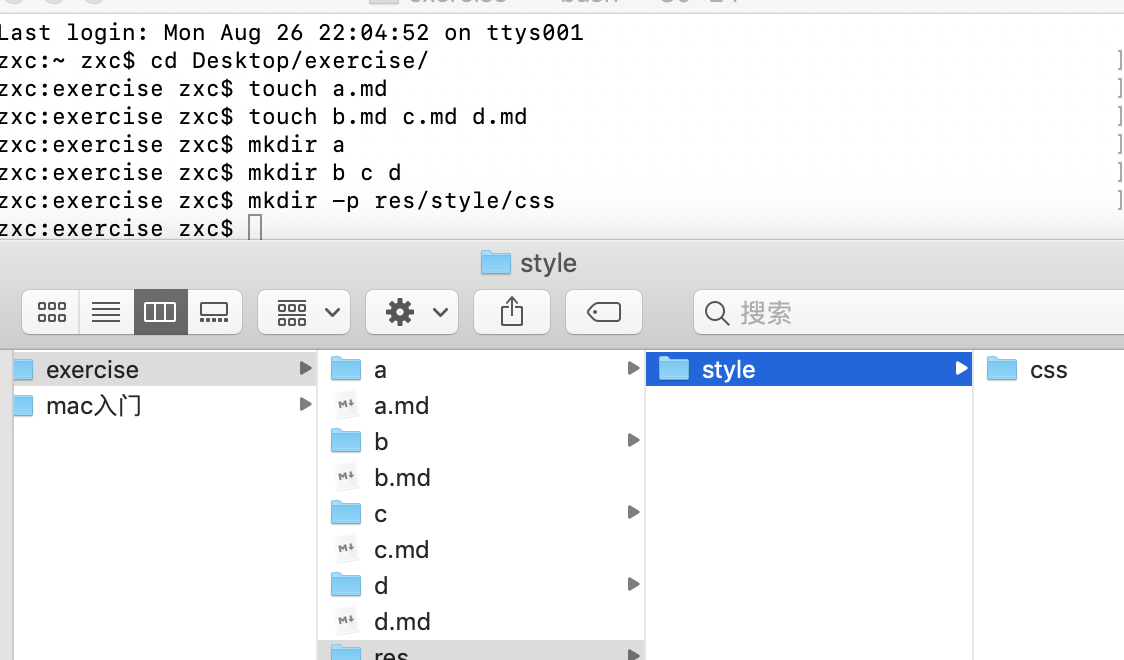 Last login: Mon Aug 26 22:04:52 on ttys001
zxc:~ zxc$ cd Desktop/exercise/
zxc:exercise zxc$ touch a.md
zxc:exercise zxc$ touch b.md c.md d.md
zxc:exercise zxc$ mkdir a
zxc:exercise zxc$ mkdir b c d
zxc:exercise zxc$ mkdir -p res/style/css
zxc:exercise zxc$
style
搜索
exercise
mac入门
a
a.md
b
b.md
c
c.md
d
d.md
res
style
css